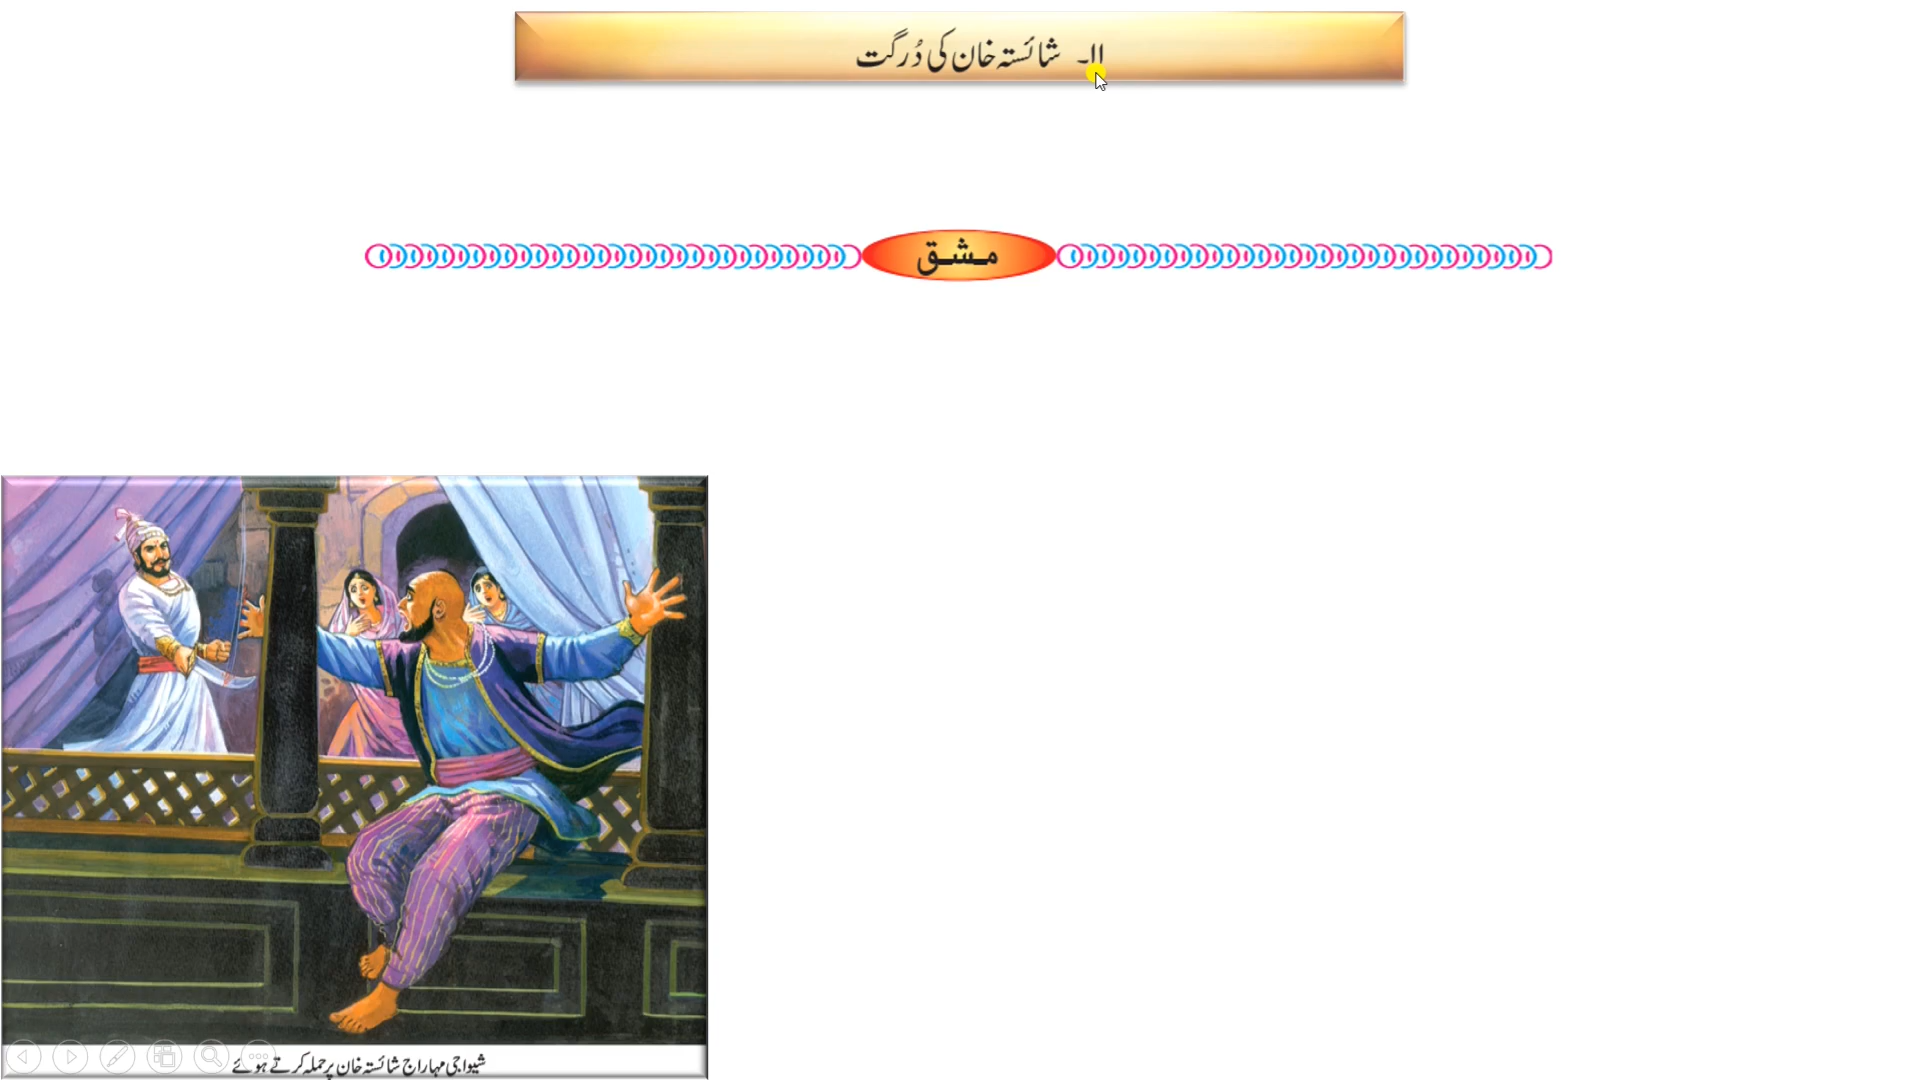 ۱۱۔ شائستہ خان کی دُرگت
مشق
شیواجی مہاراج شائستہ خان پر حملہ کرتے ہوئے